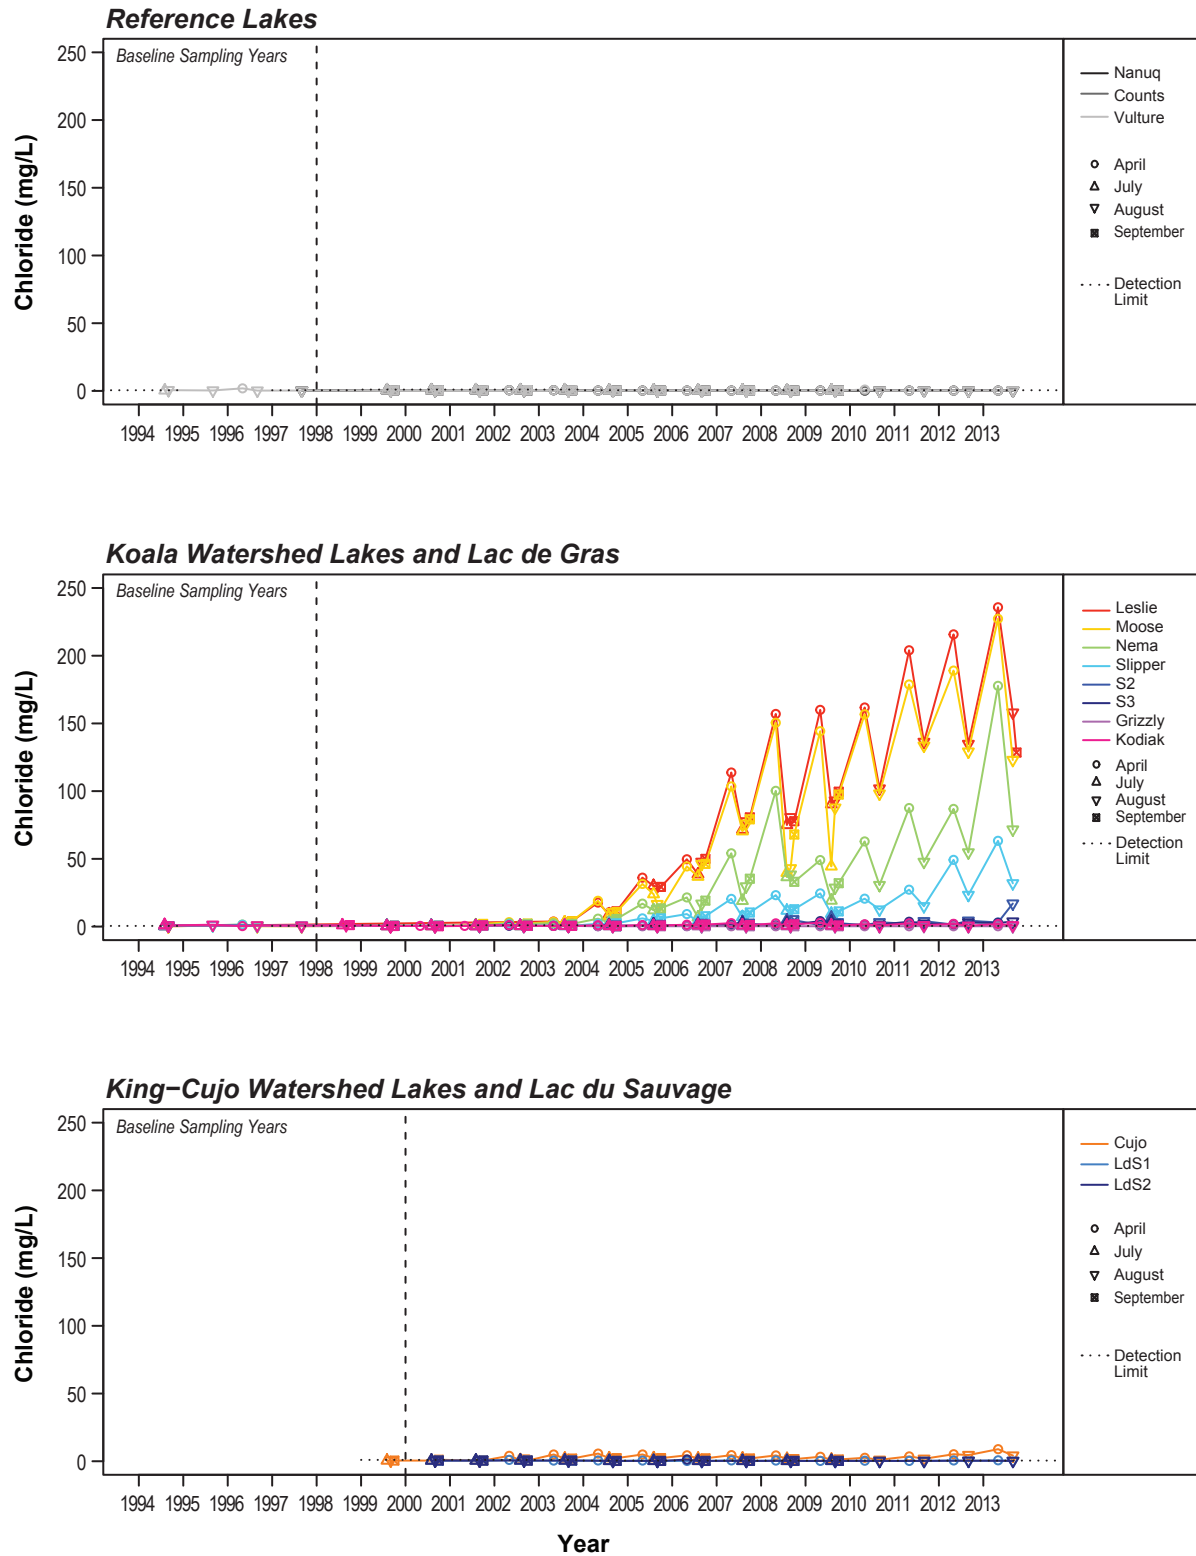 Reference Lakes
Baseline Sampling Years
250
200
150
100
50
0
Chloride (mg/L)
1994 1995 1996 1997 1998 1999 2000 2001 2002 2003 2004 2005 2006 2007 2008 2009 2010 2011 2012 2013
Nanuq
Counts
Vulture
April
July
August
September
Detection
Limit
Koala Watershed Lakes and Lac de Gras
Baseline Sampling Years
250
200
150
100
50
0
Chloride (mg/L)
1994 1995 1996 1997 1998 1999 2000 2001 2002 2003 2004 2005 2006 2007 2008 2009 2010 2011 2012 2013
Leslie
Moose
Nema
Slipper
S2
S3
Grizzly
Kodiak
April
July
August
September
Detection
Limit
King−Cujo Watershed Lakes and Lac du Sauvage
Baseline Sampling Years
250
200
150
100
50
0
Chloride (mg/L)
1994 1995 1996 1997 1998 1999 2000 2001 2002 2003 2004 2005 2006 2007 2008 2009 2010 2011 2012 2013
Year
Cujo
LdS1
LdS2
April
July
August
September
Detection
Limit